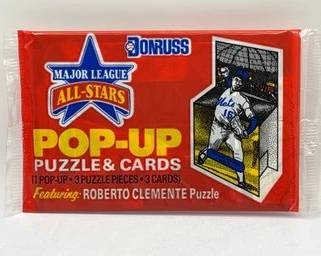 DONRUSS
MAJOR LEAGUE
ALL-STARS
POP-UP
PUZZLE & CARDS
(1 POP-UP • 3 PUZZLE PIECES • 3 CARDS)
Featuring: ROBERTO CLEMENTE Puzzle
Mets
16